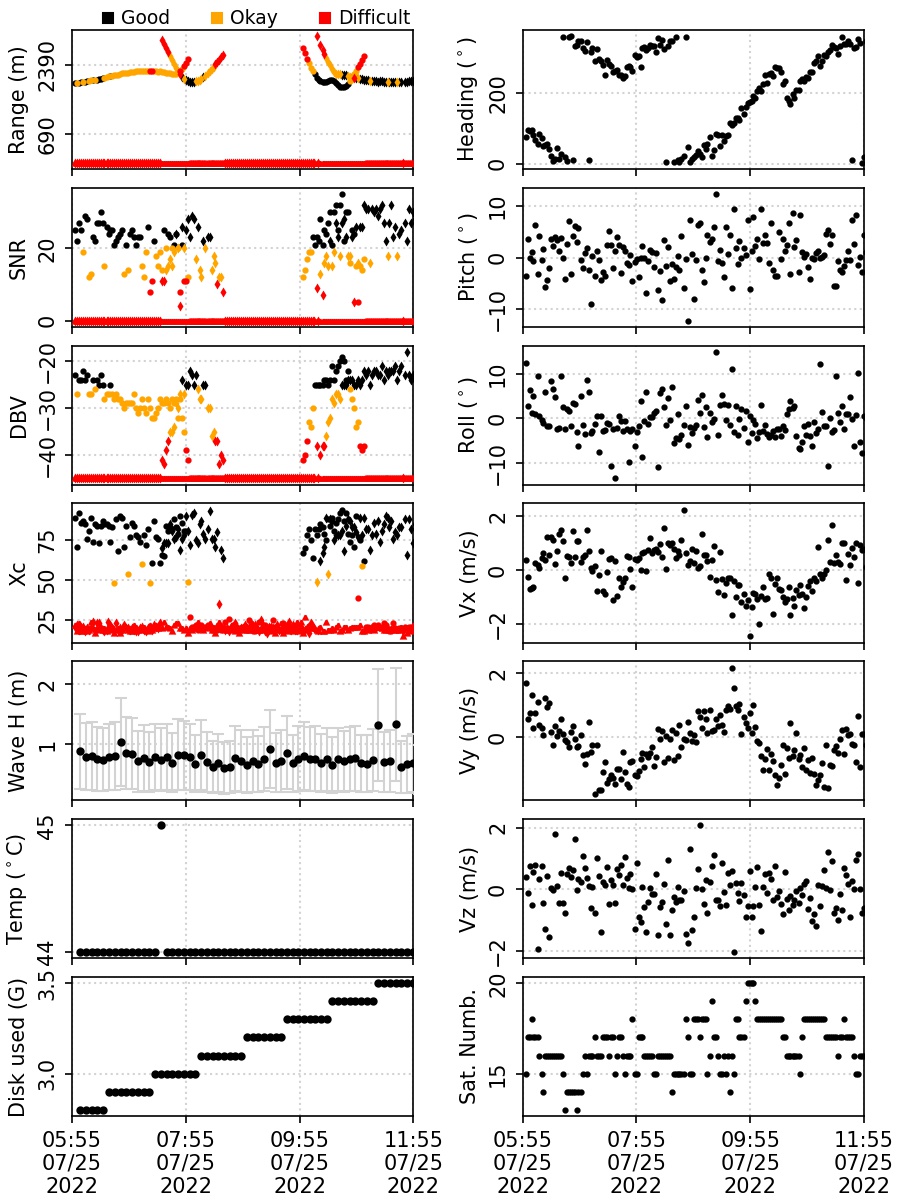 Good Okay Difficult
Range (m)
2390
690
Heading (°)
200
0
SNR
20
0
Pitch (°)
10
0
−10
DBV
−20
−30
−40
Roll (°)
10
0
−10
Xc
75
50
25
Vx (m/s)
2
0
−2
Wave H (m)
2
1
Vy (m/s)
2
0
Temp (°C)
45
44
Vz (m/s)
2
0
−2
Disk used (G)
3.5
3.0
Sat. Numb.
20
15
05:55 07:55 09:55 11:55
07/25 07/25 07/25 07/25
2022 2022 2022 2022
05:55 07:55 09:55 11:55
07/25 07/25 07/25 07/25
2022 2022 2022 2022